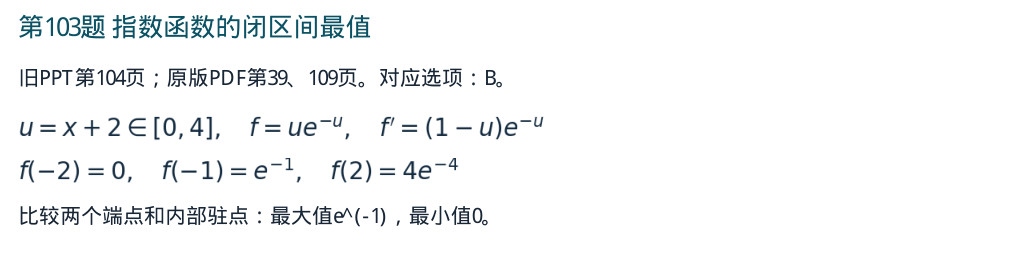 第103题 指数函数的闭区间最值
旧PPT第104页；原版PDF第39、109页。对应选项：B。
u = x + 2 ∈ [0, 4],  f = ue⁻ᵘ,  f′ = (1 − u)e⁻ᵘ
f(−2) = 0,  f(−1) = e⁻¹,  f(2) = 4e⁻⁴
比较两个端点和内部驻点：最大值e^(-1)，最小值0。